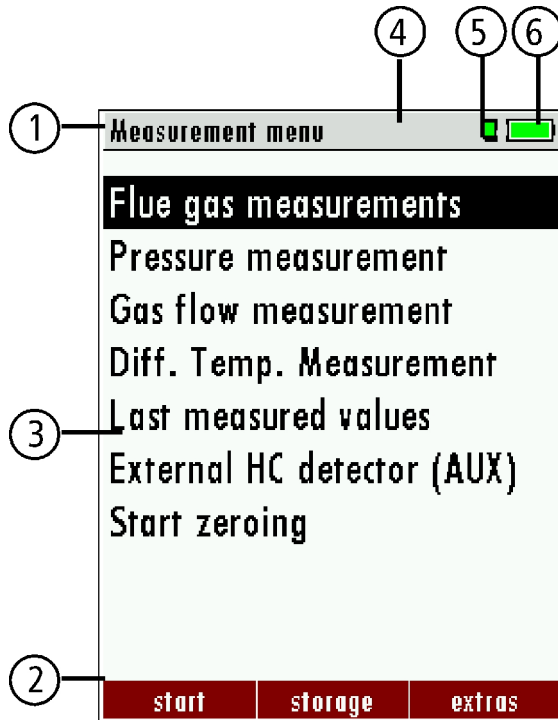 4 5 6
1 Measurement menu
Flue gas measurements
Pressure measurement
Gas flow measurement
Diff. Temp. Measurement
3 Last measured values
External HC detector (AUX)
Start zeroing
2 start storage extras